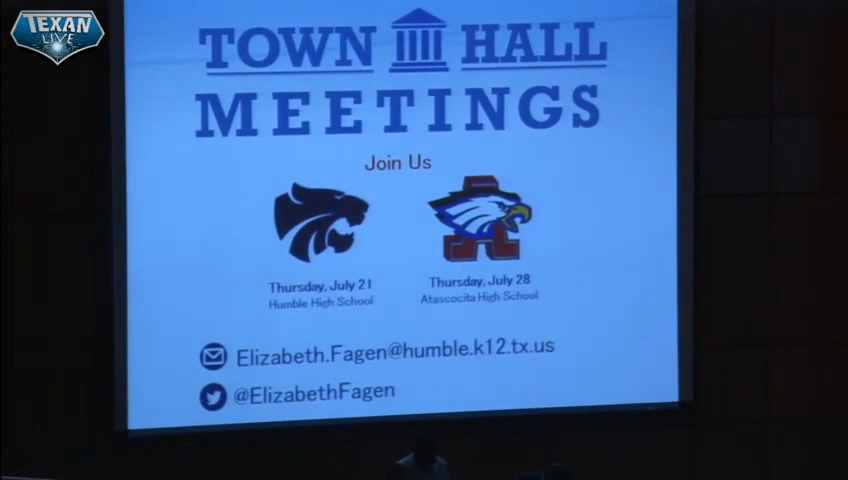 TEXAN
LIVE
TOWN HALL
MEETINGS
Join Us
Thursday, July 21
Humble High School
Thursday, July 28
Atascocita High School
Elizabeth.Fagen@humble.k12.tx.us
@ElizabethFagen